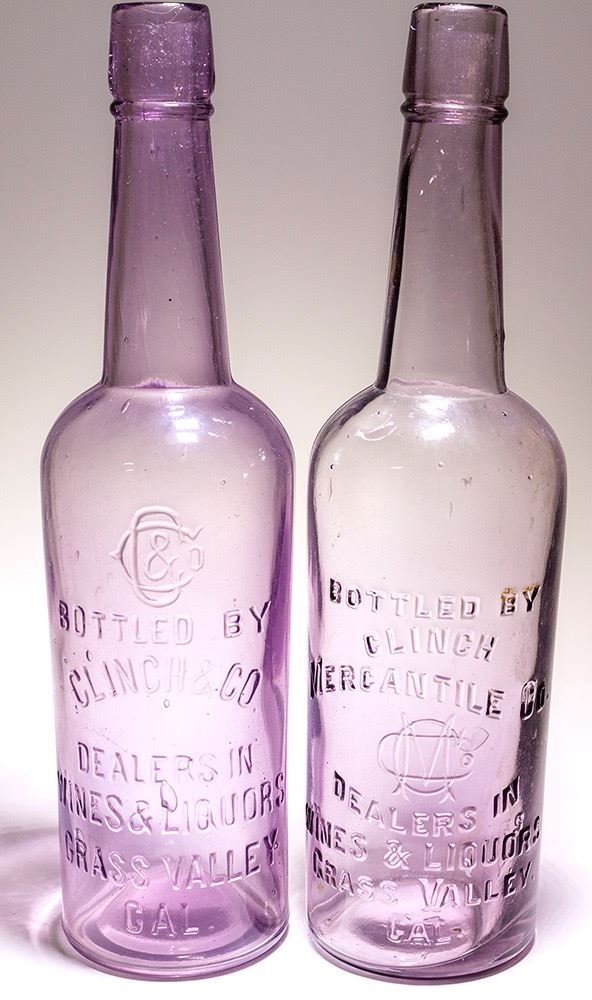 C&Co
BOTTLED BY
CLINCH & CO
DEALERS IN
WINES & LIQUORS
GRASS VALLEY
CAL.
BOTTLED BY
CLINCH
MERCANTILE CO.
CMC
DEALERS IN
WINES & LIQUORS
GRASS VALLEY.
CAL.